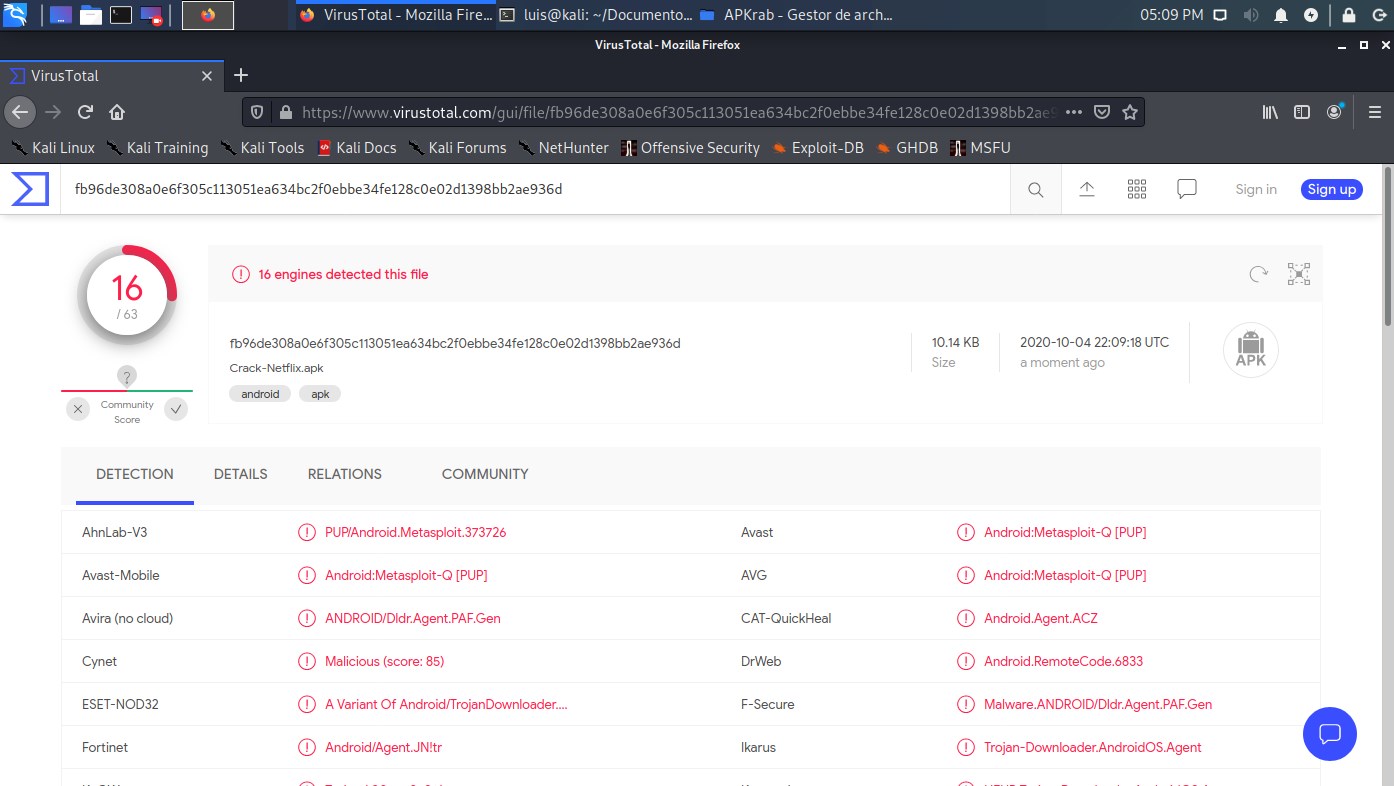 VirusTotal - Mozilla Fire...
luis@kali: ~/Documento...
APKrab - Gestor de arch...
05:09 PM
VirusTotal - Mozilla Firefox
VirusTotal
https://www.virustotal.com/gui/file/fb96de308a0e6f305c113051ea634bc2f0ebbe34fe128c0e02d1398bb2ae9
Kali Linux
Kali Training
Kali Tools
Kali Docs
Kali Forums
NetHunter
Offensive Security
Exploit-DB
GHDB
MSFU
fb96de308a0e6f305c113051ea634bc2f0ebbe34fe128c0e02d1398bb2ae936d
Sign in
Sign up
16
/ 63
Community
Score
16 engines detected this file
fb96de308a0e6f305c113051ea634bc2f0ebbe34fe128c0e02d1398bb2ae936d
Crack-Netflix.apk
android
apk
10.14 KB
Size
2020-10-04 22:09:18 UTC
a moment ago
APK
DETECTION
DETAILS
RELATIONS
COMMUNITY
AhnLab-V3
PUP/Android.Metasploit.373726
Avast
Android:Metasploit-Q [PUP]
Avast-Mobile
Android:Metasploit-Q [PUP]
AVG
Android:Metasploit-Q [PUP]
Avira (no cloud)
ANDROID/Dldr.Agent.PAF.Gen
CAT-QuickHeal
Android.Agent.ACZ
Cynet
Malicious (score: 85)
DrWeb
Android.RemoteCode.6833
ESET-NOD32
A Variant Of Android/TrojanDownloader....
F-Secure
Malware.ANDROID/Dldr.Agent.PAF.Gen
Fortinet
Android/Agent.JN!tr
Ikarus
Trojan-Downloader.AndroidOS.Agent